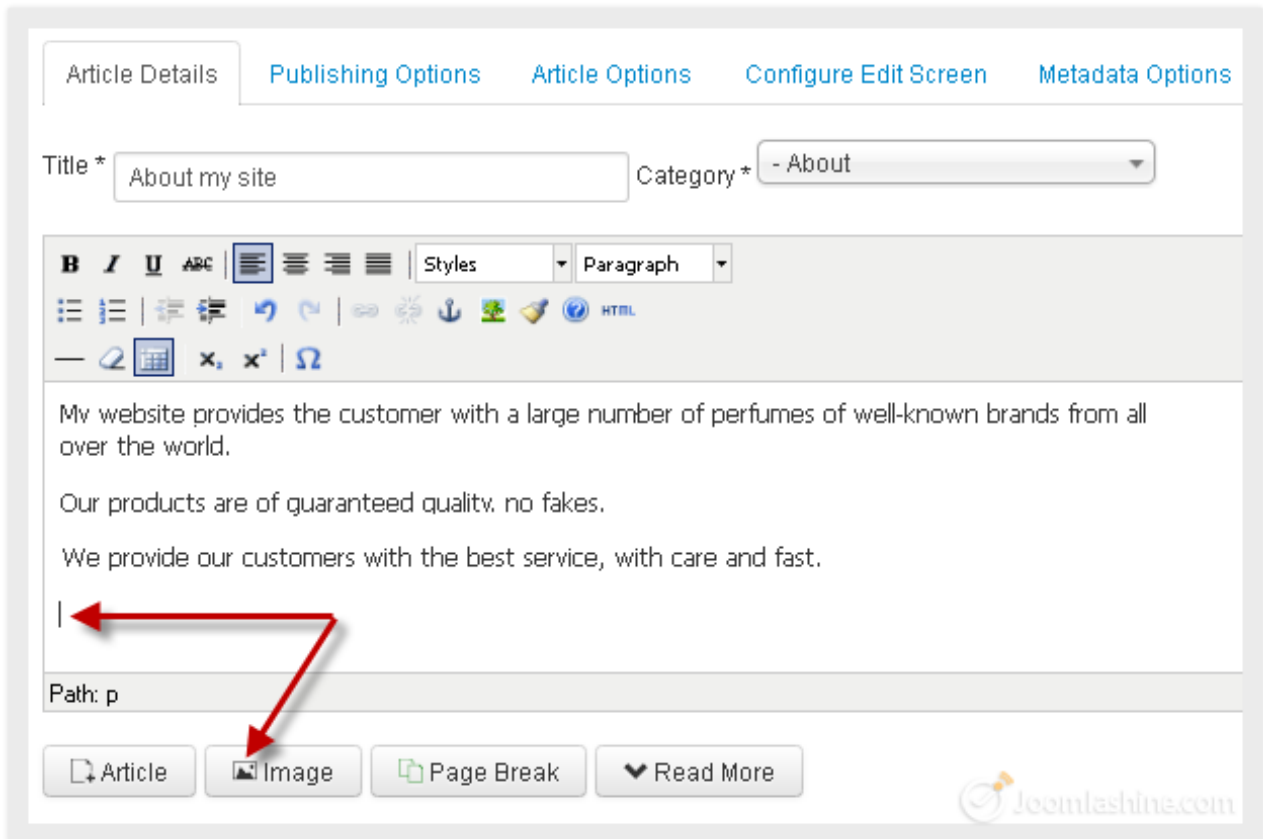 Article Details Publishing Options Article Options Configure Edit Screen Metadata Options
Title * About my site Category * - About
B I U ABC Styles Paragraph
HTML
x₂ x² Ω
My website provides the customer with a large number of perfumes of well-known brands from all
over the world.
Our products are of guaranteed quality, no fakes.
We provide our customers with the best service, with care and fast.
Path: p
Article Image Page Break Read More
Joomlashine.com